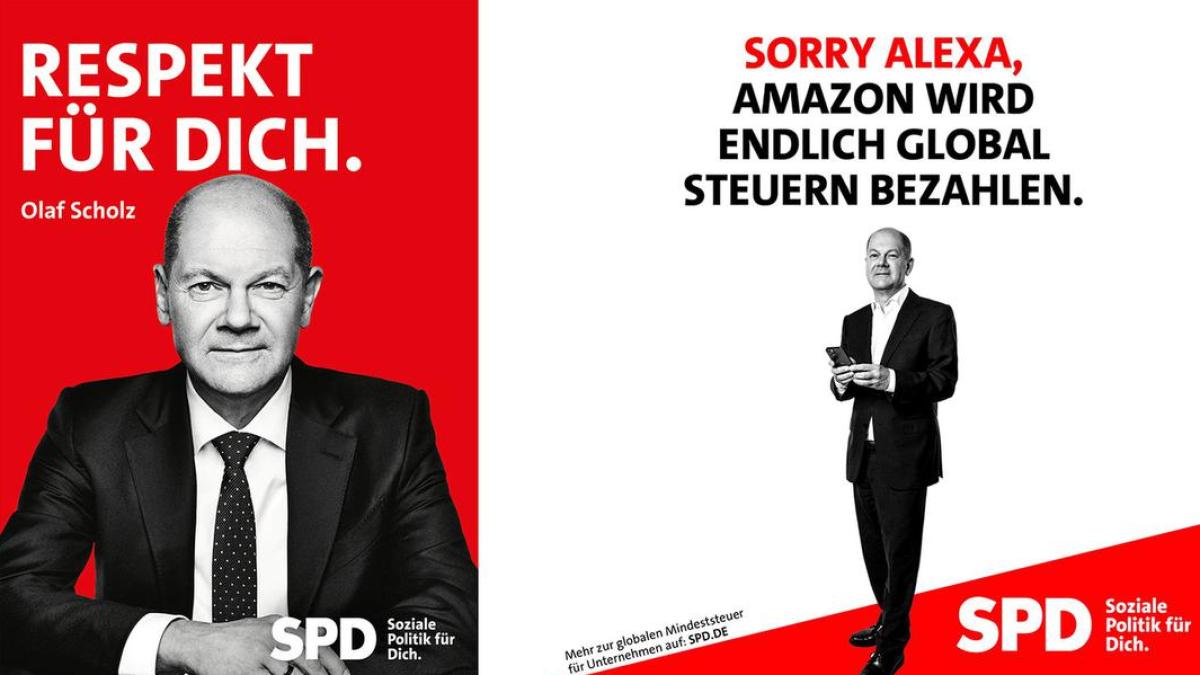 RESPEKT
FÜR DICH.
Olaf Scholz
SPD
Soziale
Politik für
Dich.
SORRY ALEXA,
AMAZON WIRD
ENDLICH GLOBAL
STEUERN BEZAHLEN.
Mehr zur globalen Mindeststeuer
für Unternehmen auf: SPD.DE
SPD
Soziale
Politik für
Dich.